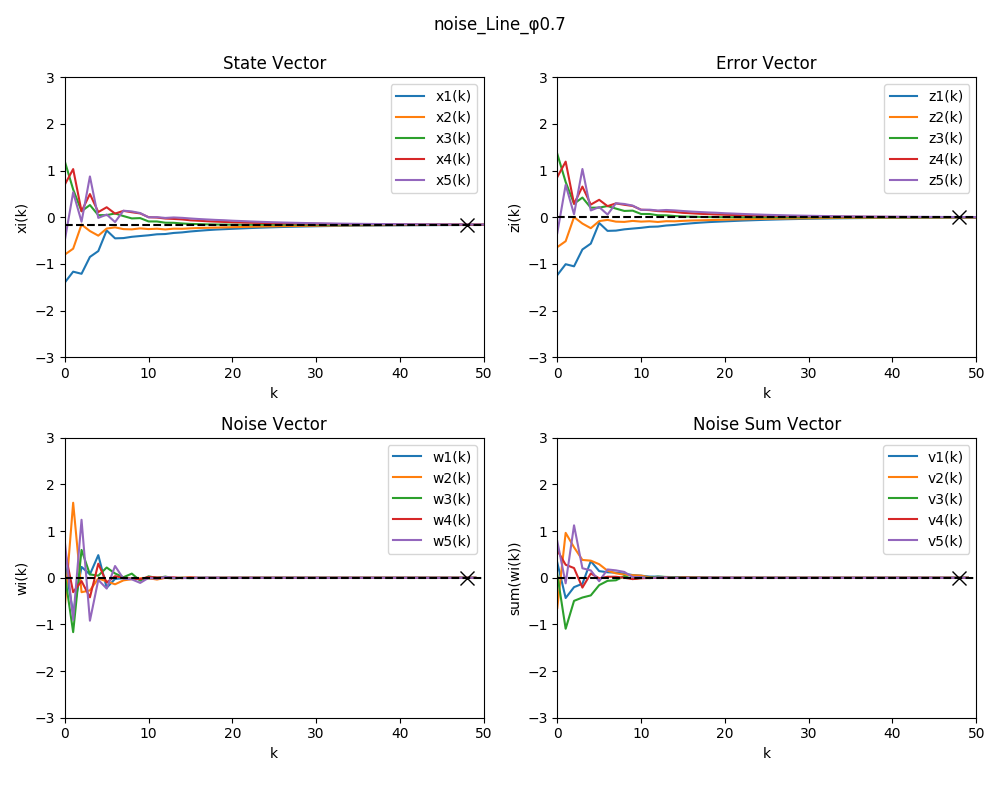 noise_Line_φ0.7
State Vector
3
2
1
0
−1
−2
−3
xi(k)
x1(k)
x2(k)
x3(k)
x4(k)
x5(k)
0 10 20 30 40 50
k
Error Vector
3
2
1
0
−1
−2
−3
zi(k)
z1(k)
z2(k)
z3(k)
z4(k)
z5(k)
0 10 20 30 40 50
k
Noise Vector
3
2
1
0
−1
−2
−3
wi(k)
w1(k)
w2(k)
w3(k)
w4(k)
w5(k)
0 10 20 30 40 50
k
Noise Sum Vector
3
2
1
0
−1
−2
−3
sum(wi(k))
v1(k)
v2(k)
v3(k)
v4(k)
v5(k)
0 10 20 30 40 50
k